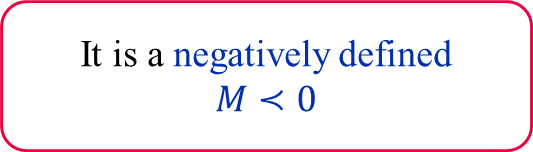 It is a negatively defined
M ≺ 0